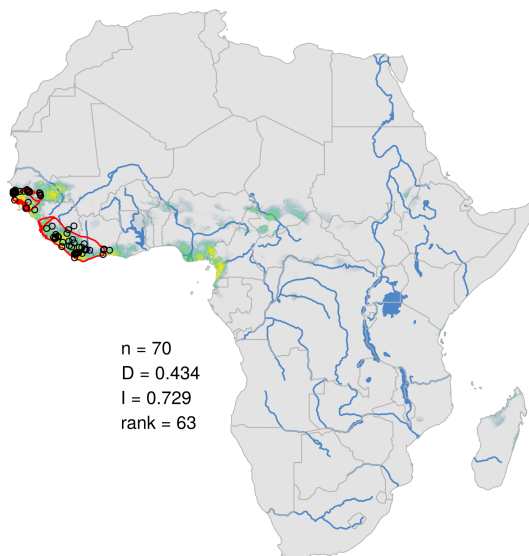 n = 70
D = 0.434
I = 0.729
rank = 63